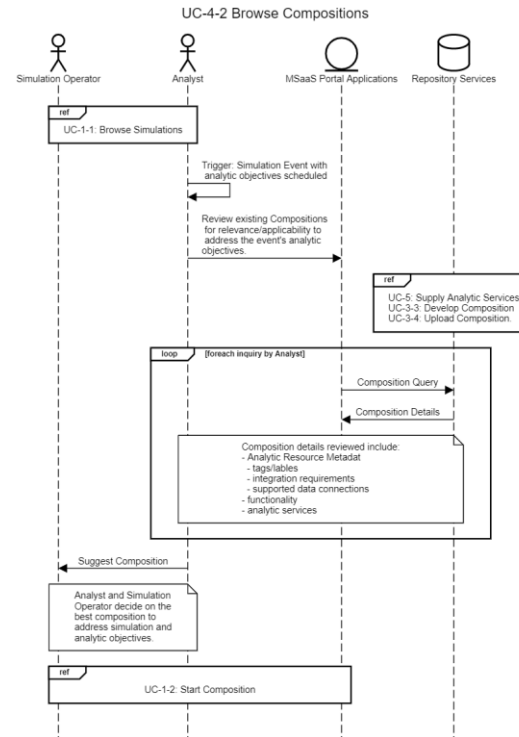 UC-4-2 Browse Compositions
Simulation Operator
Analyst
MSaaS Portal Applications
Repository Services
ref
UC-1-1: Browse Simulations
Trigger: Simulation Event with
analytic objectives scheduled
Review existing Compositions
for relevance/applicability to
address the event's analytic
objectives.
ref
UC-5: Supply Analytic Services
UC-3-3: Develop Composition
UC-3-4: Upload Composition.
loop
[foreach inquiry by Analyst]
Composition Query
Composition Details
Composition details reviewed include:
- Analytic Resource Metadat
- tags/lables
- integration requirements
- supported data connections
- functionality
- analytic services
Suggest Composition
Analyst and Simulation
Operator decide on the
best composition to
address simulation and
analytic objectives.
ref
UC-1-2: Start Composition